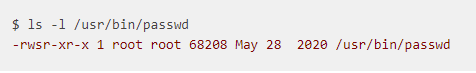 $ ls -l /usr/bin/passwd
-rwsr-xr-x 1 root root 68208 May 28  2020 /usr/bin/passwd